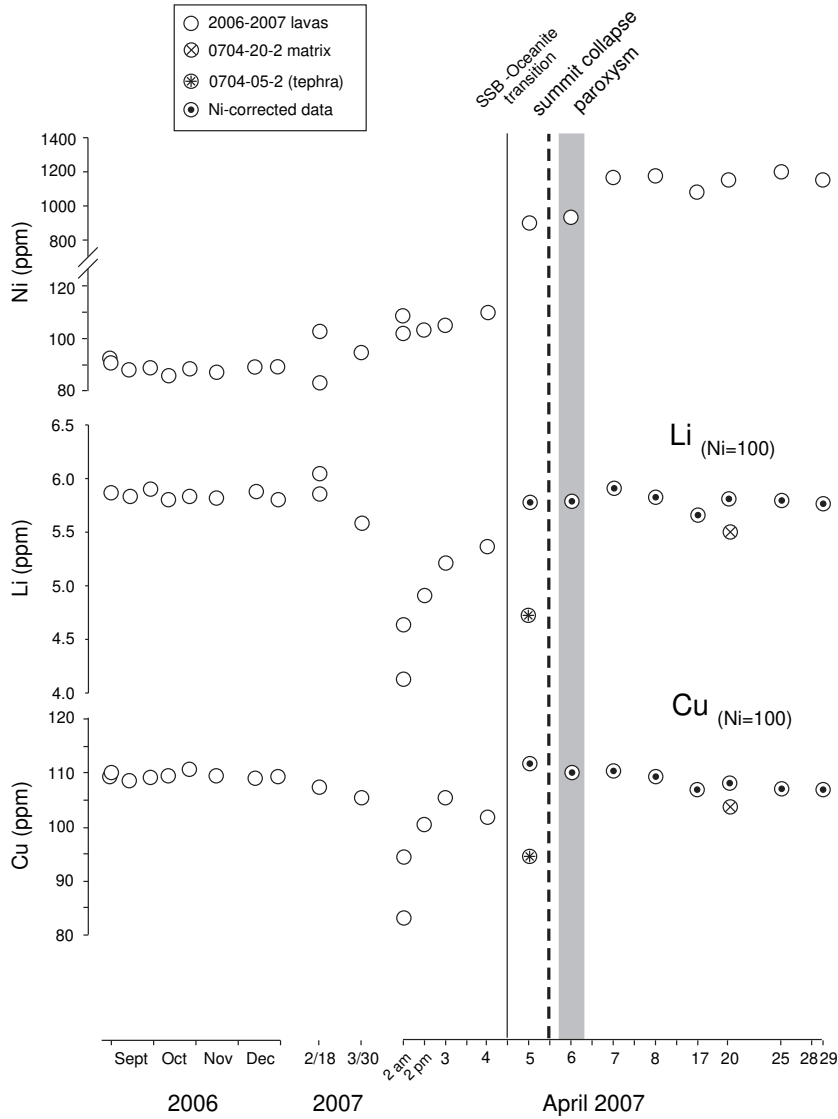 2006-2007 lavas
0704-20-2 matrix
0704-05-2 (tephra)
Ni-corrected data
SSB -Oceanite
transition
summit collapse
paroxysm
1400
1200
1000
800
120
100
80
Ni (ppm)
6.5
6.0
5.5
5.0
4.5
4.0
Li (ppm)
Li (Ni=100)
120
110
100
90
80
Cu (ppm)
Cu (Ni=100)
Sept Oct Nov Dec 2/18 3/30 2 am 2 pm 3 4 5 6 7 8 17 20 25 28 29
2006 2007 April 2007